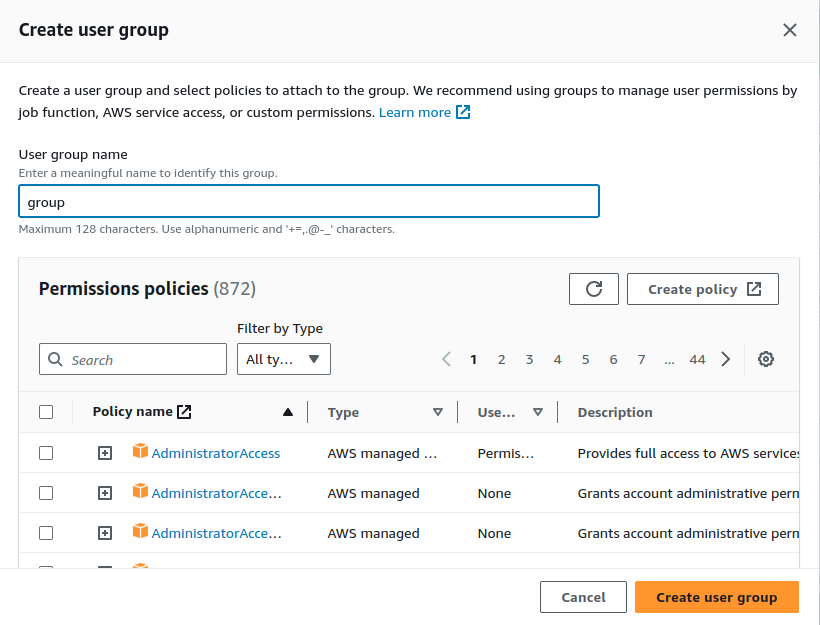 Create user group
Create a user group and select policies to attach to the group. We recommend using groups to manage user permissions by
job function, AWS service access, or custom permissions. Learn more
User group name
Enter a meaningful name to identify this group.
group
Maximum 128 characters. Use alphanumeric and '+=,.@-_' characters.
Permissions policies (872)
Create policy
Filter by Type
Search
All ty...
1 2 3 4 5 6 7 ... 44
Policy name Type Use... Description
AdministratorAccess AWS managed ... Permis... Provides full access to AWS services
AdministratorAcce... AWS managed None Grants account administrative perm
AdministratorAcce... AWS managed None Grants account administrative perm
Cancel Create user group